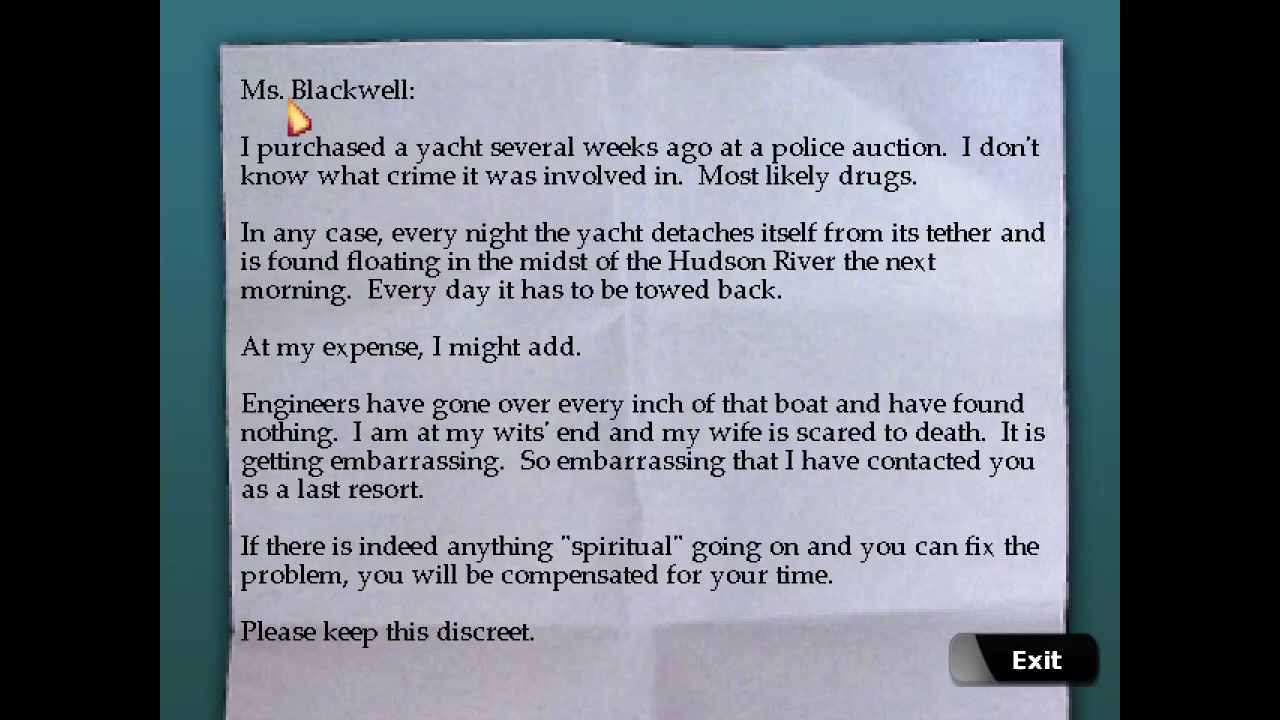 Ms. Blackwell:
I purchased a yacht several weeks ago at a police auction.  I don't
know what crime it was involved in.  Most likely drugs.
In any case, every night the yacht detaches itself from its tether and
is found floating in the midst of the Hudson River the next
morning.  Every day it has to be towed back.
At my expense, I might add.
Engineers have gone over every inch of that boat and have found
nothing.  I am at my wits' end and my wife is scared to death.  It is
getting embarrassing.  So embarrassing that I have contacted you
as a last resort.
If there is indeed anything "spiritual" going on and you can fix the
problem, you will be compensated for your time.
Please keep this discreet.
Exit